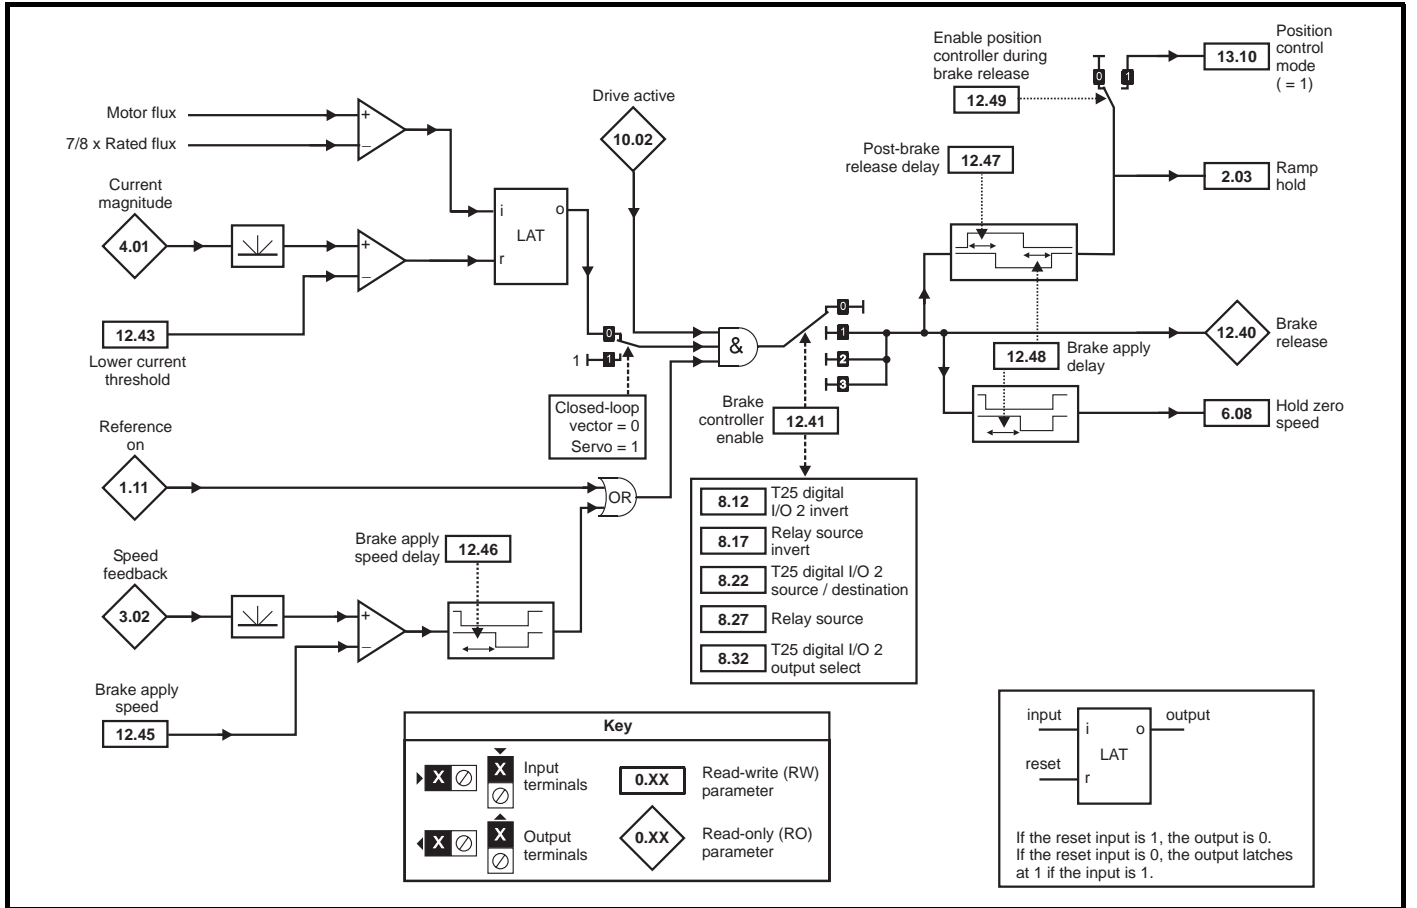 Motor flux
+
7/8 x Rated flux
–
Current
magnitude
4.01
+
–
12.43
Lower current
threshold
i
o
LAT
r
Drive active
10.02
0
1
1
Closed-loop
vector = 0
Servo = 1
&
0
1
2
3
Brake
controller
enable
12.41
8.12
T25 digital
I/O 2 invert
8.17
Relay source
invert
8.22
T25 digital I/O 2
source / destination
8.27
Relay source
8.32
T25 digital I/O 2
output select
Reference
on
1.11
OR
Speed
feedback
3.02
+
–
Brake apply
speed delay
12.46
Brake apply
speed
12.45
Enable position
controller during
brake release
12.49
0
1
13.10
Position
control
mode
( = 1)
Post-brake
release delay
12.47
2.03
Ramp
hold
12.40
Brake
release
12.48
Brake apply
delay
6.08
Hold zero
speed
Key
X
X
Input
terminals
0.XX
Read-write (RW)
parameter
X
X
Output
terminals
0.XX
Read-only (RO)
parameter
input
i
o
output
LAT
reset
r
If the reset input is 1, the output is 0.
If the reset input is 0, the output latches
at 1 if the input is 1.